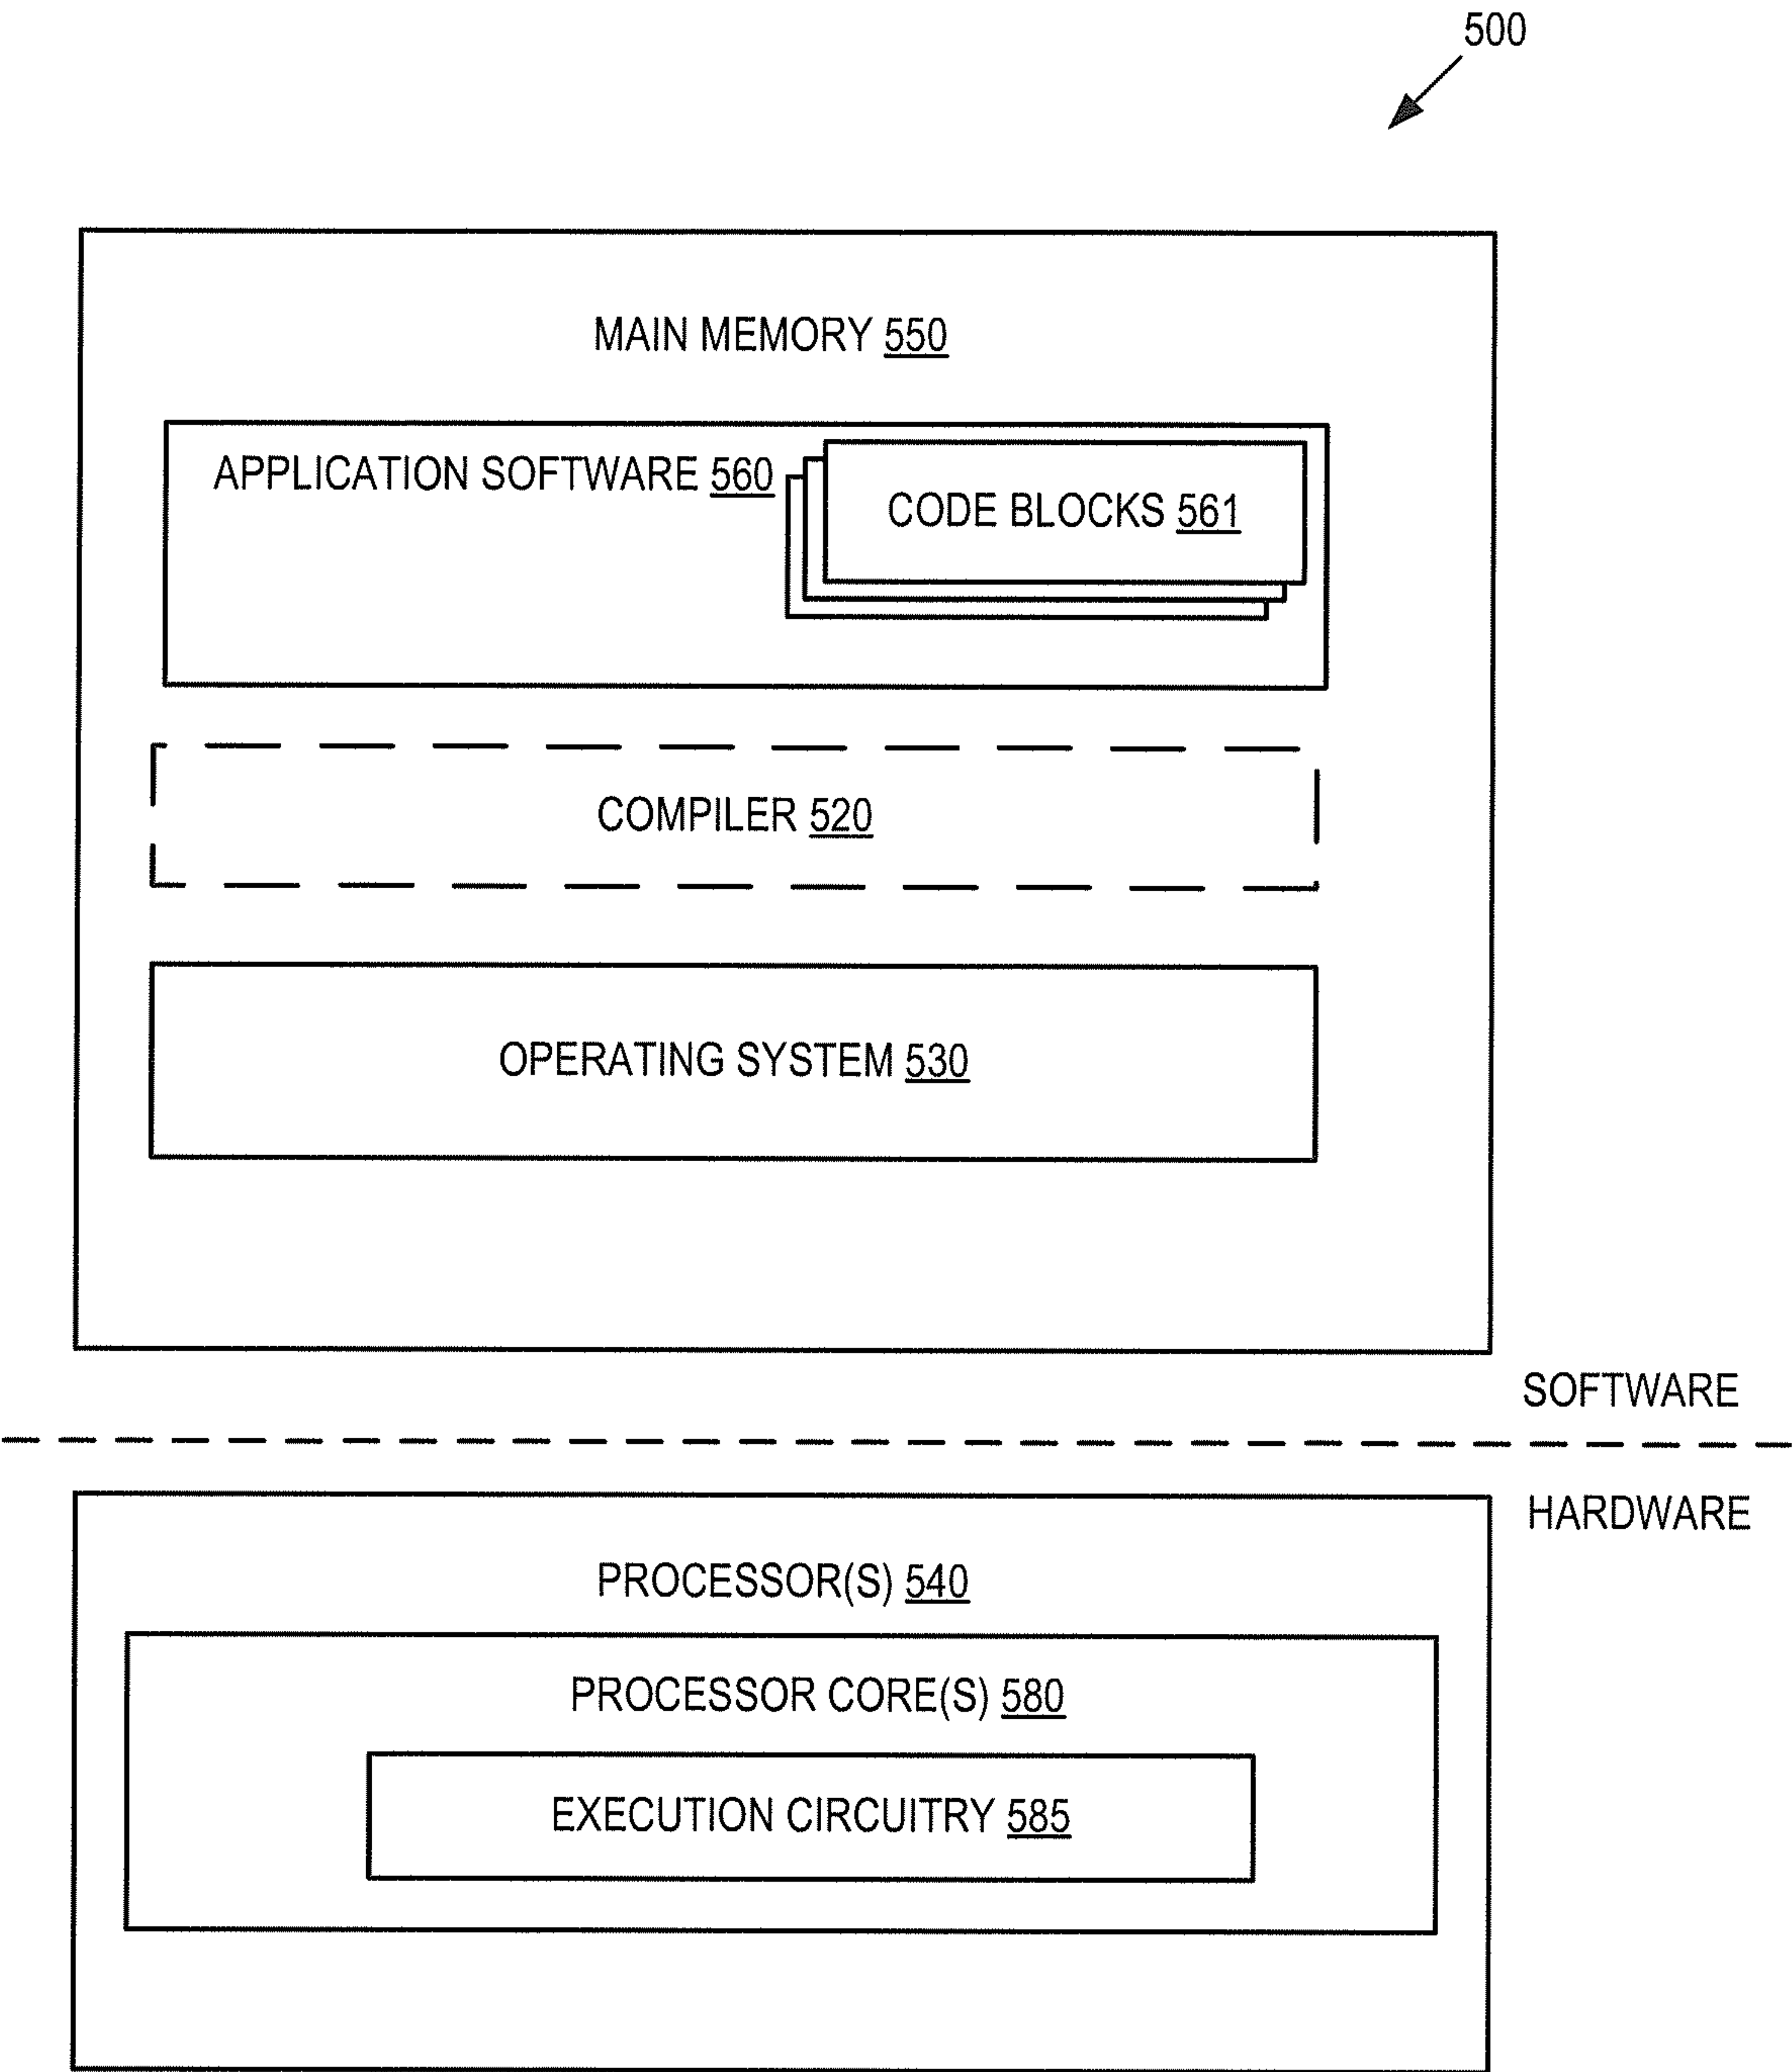 500
MAIN MEMORY 550
APPLICATION SOFTWARE 560
CODE BLOCKS 561
COMPILER 520
OPERATING SYSTEM 530
SOFTWARE
HARDWARE
PROCESSOR(S) 540
PROCESSOR CORE(S) 580
EXECUTION CIRCUITRY 585